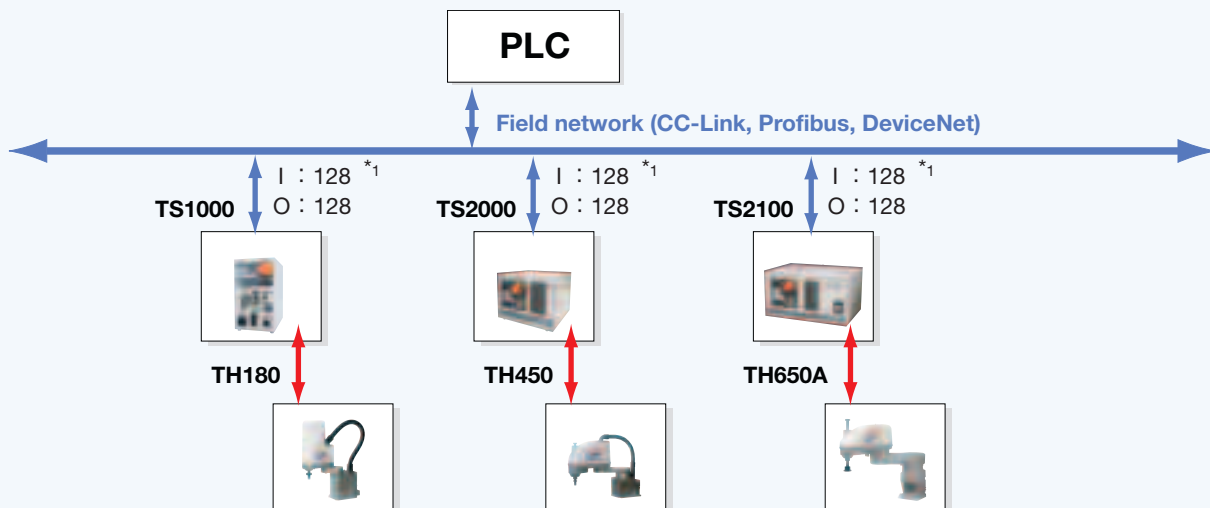 PLC
Field network (CC-Link, Profibus, DeviceNet)
I：128 *1
I：128 *1
I：128 *1
TS1000
O：128
TS2000
O：128
TS2100
O：128
TH180
TH450
TH650A